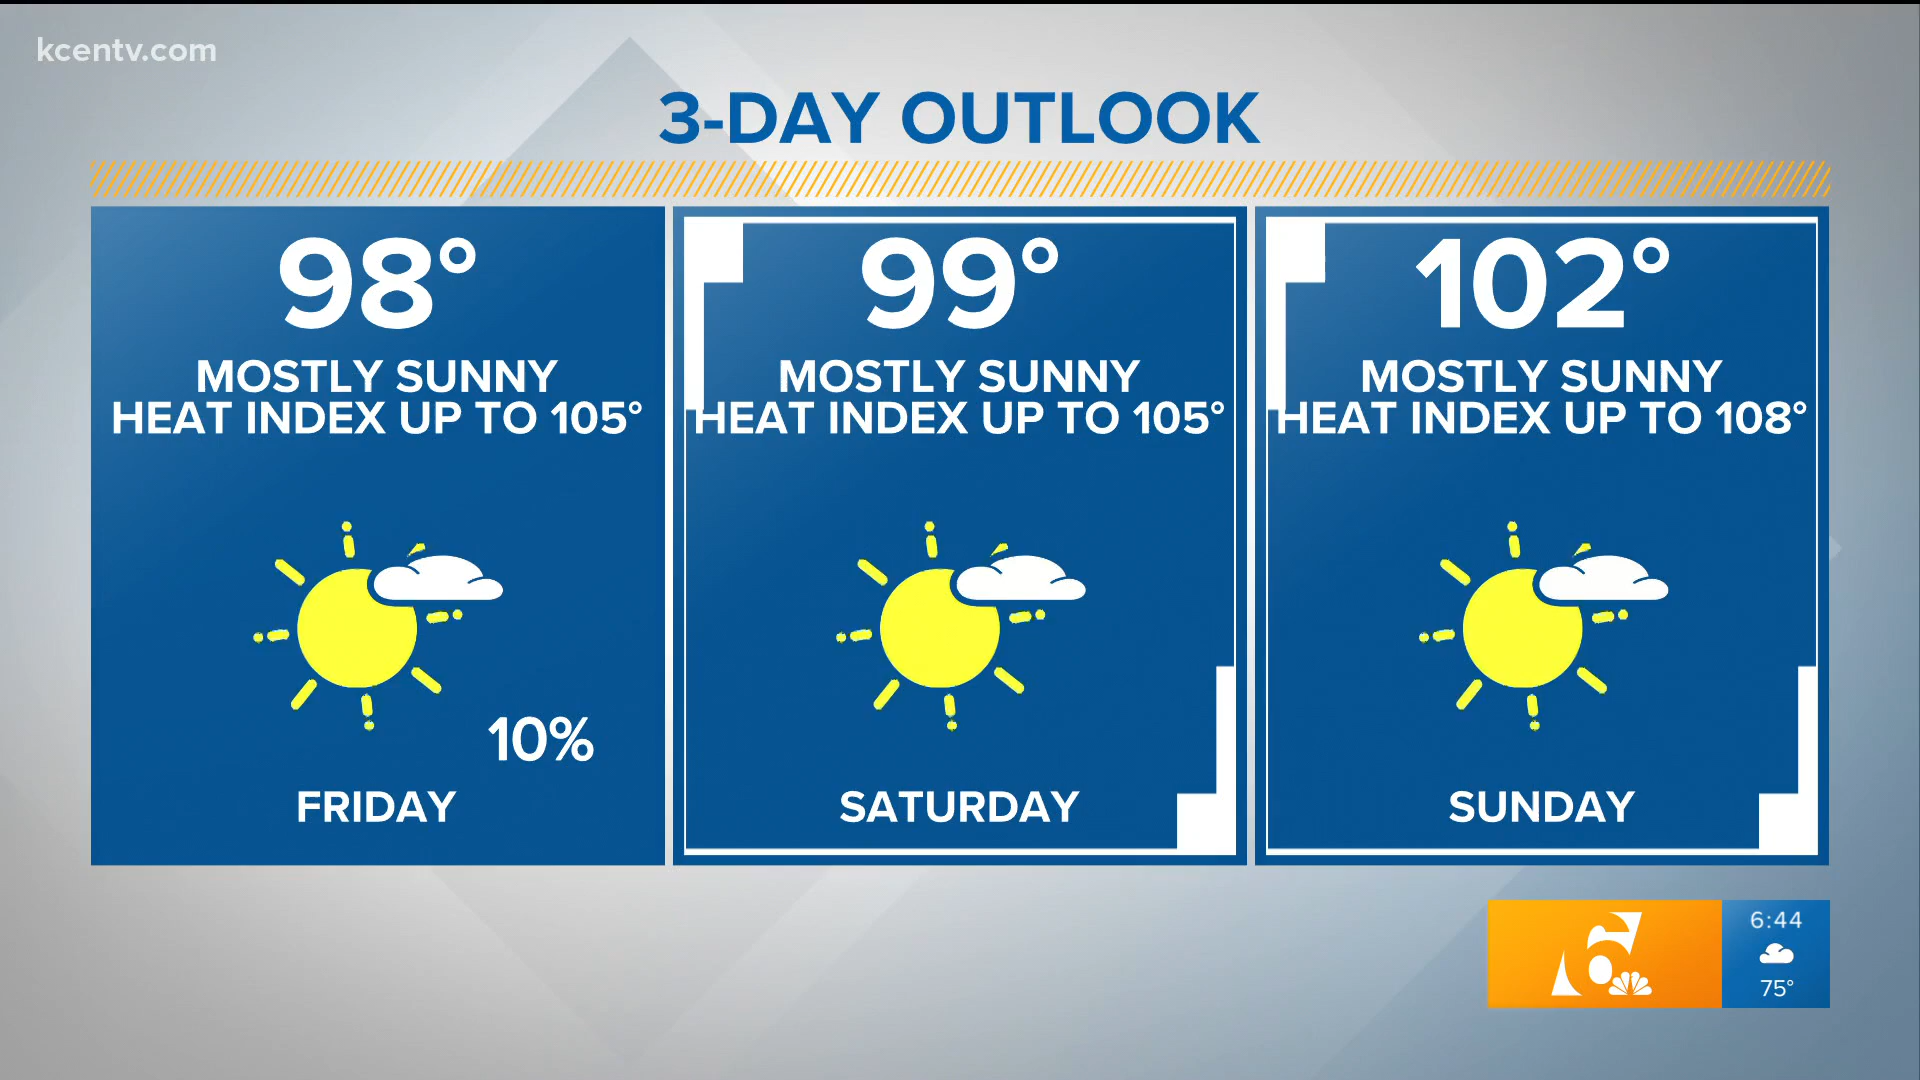 kcentv.com
3-DAY OUTLOOK
98°
MOSTLY SUNNY
HEAT INDEX UP TO 105°
10%
FRIDAY
99°
MOSTLY SUNNY
HEAT INDEX UP TO 105°
SATURDAY
102°
MOSTLY SUNNY
HEAT INDEX UP TO 108°
SUNDAY
6
6:44
75°